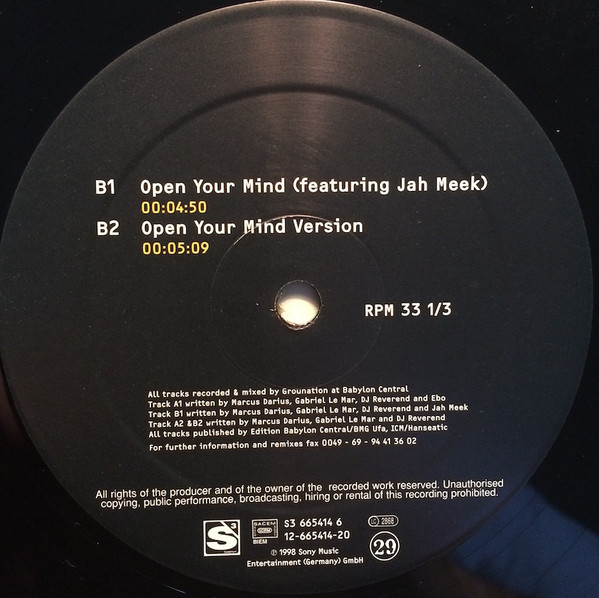 B1 Open Your Mind (featuring Jah Meek)
00:04:50
B2 Open Your Mind Version
00:05:09
RPM 33 1/3
All tracks recorded & mixed by Grounation at Babylon Central
Track A1 written by Marcus Darius, Gabriel Le Mar, DJ Reverend and Ebo
Track B1 written by Marcus Darius, Gabriel Le Mar, DJ Reverend and Jah Meek
Track A2 &B2 written by Marcus Darius, Gabriel Le Mar and DJ Reverend
All tracks published by Edition Babylon Central/BMG Ufa, ICM/Hanseatic
For further information and remixes fax 0049 - 69 - 94 41 36 02
All rights of the producer and of the owner of the recorded work reserved. Unauthorised
copying, public performance, broadcasting, hiring or rental of this recording prohibited.
S3
SACEM
BIEM
S3 665414 6
12-665414-20
LC 2868
29
℗ 1998 Sony Music
Entertainment (Germany) GmbH